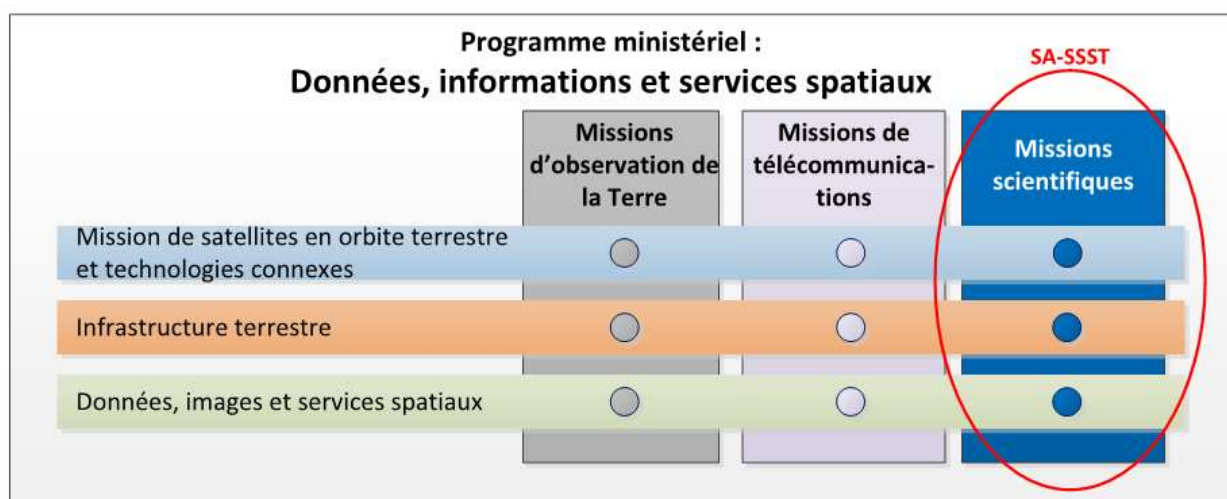 Programme ministériel :
Données, informations et services spatiaux
SA-SSST
Missions
d'observation de
la Terre
Missions de
télécommunica-
tions
Missions
scientifiques
Mission de satellites en orbite terrestre
et technologies connexes
Infrastructure terrestre
Données, images et services spatiaux